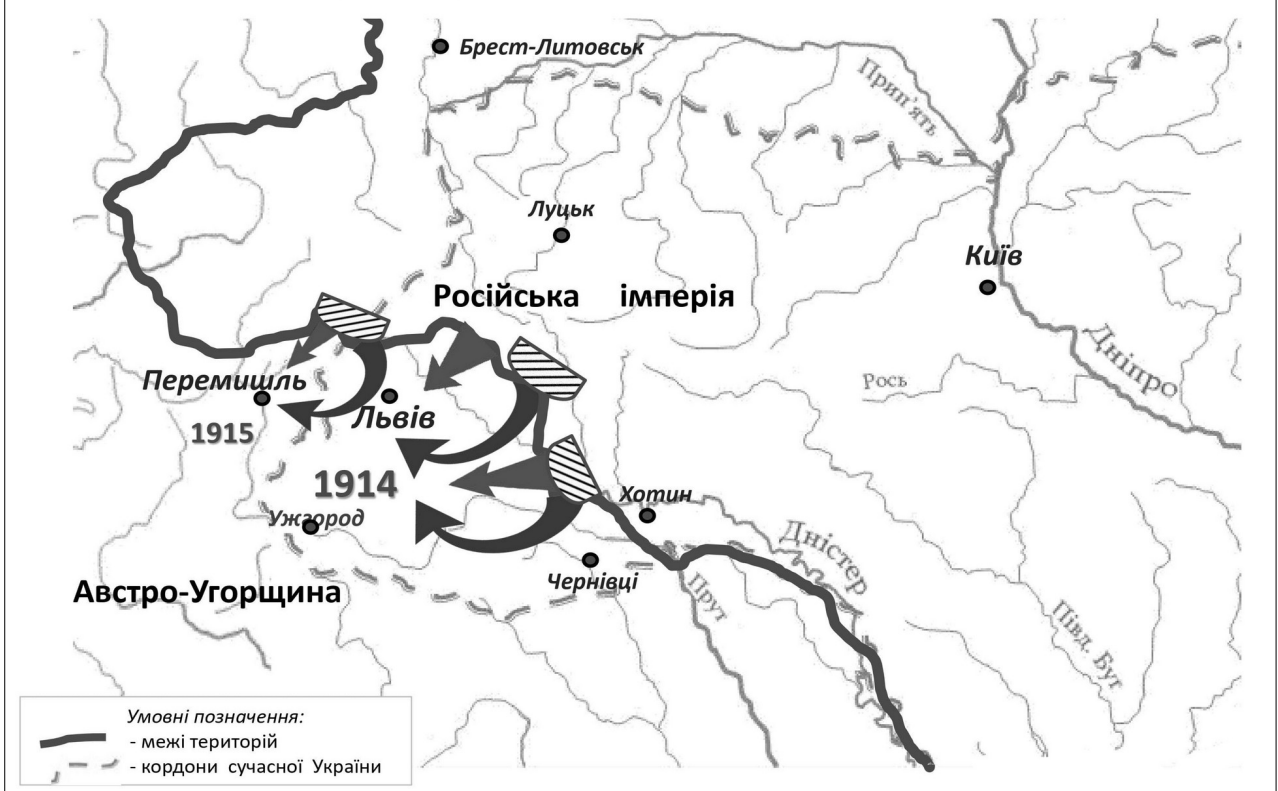 Брест-Литовськ
Прип'ять
Луцьк
Київ
Російська імперія
Дніпро
Перемишль
Рось
Львів
1915
1914
Хотин
Ужгород
Дністер
Чернівці
Австро-Угорщина
Прут
Півд. Буг
Умовні позначення:
- межі територій
- кордони сучасної України